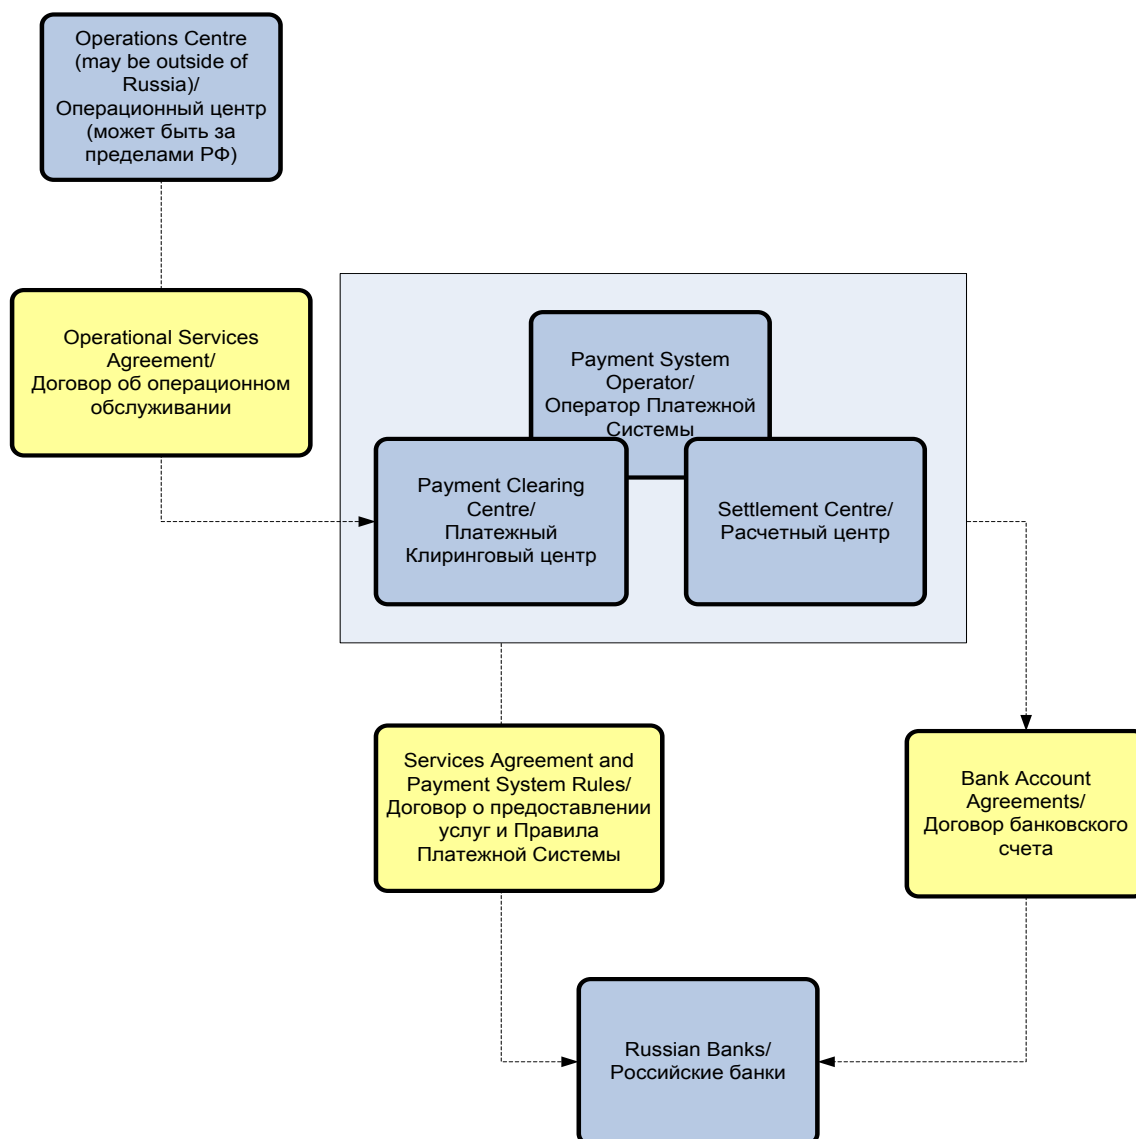 Operations Centre
(may be outside of
Russia)/
Операционный центр
(может быть за
пределами РФ)
Operational Services
Agreement/
Договор об операционном
обслуживании
Payment System
Operator/
Оператор Платежной
Системы
Payment Clearing
Centre/
Платежный
Клиринговый центр
Settlement Centre/
Расчетный центр
Services Agreement and
Payment System Rules/
Договор о предоставлении
услуг и Правила
Платежной Системы
Bank Account
Agreements/
Договор банковского
счета
Russian Banks/
Российские банки